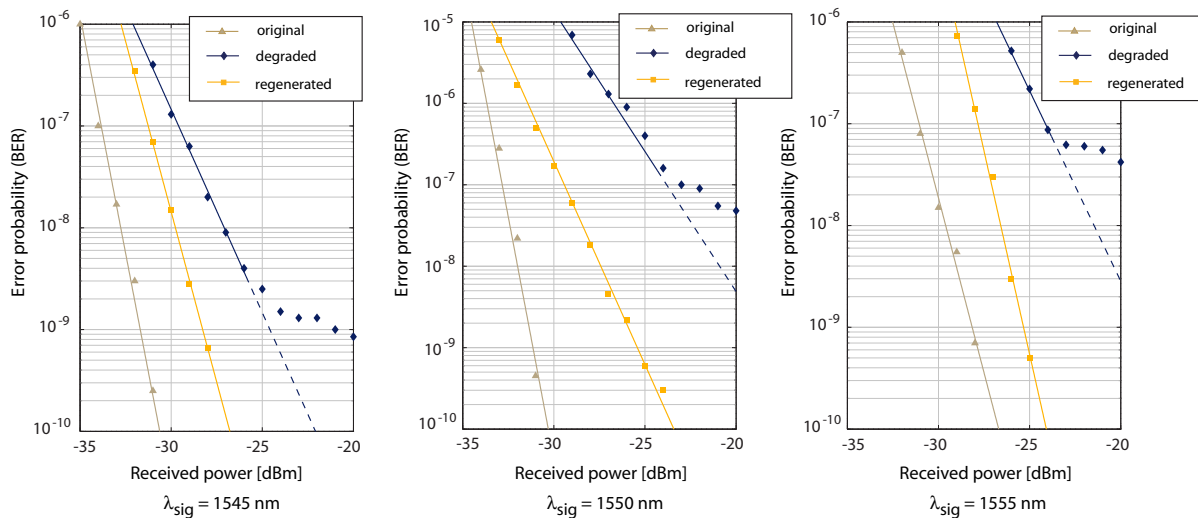 10⁻⁶
10⁻⁷
10⁻⁸
10⁻⁹
10⁻¹⁰
Error probability (BER)
original
degraded
regenerated
-35 -30 -25 -20
Received power [dBm]
λsig = 1545 nm
10⁻⁵
10⁻⁶
10⁻⁷
10⁻⁸
10⁻⁹
10⁻¹⁰
Error probability (BER)
original
degraded
regenerated
-35 -30 -25 -20
Received power [dBm]
λsig = 1550 nm
10⁻⁶
10⁻⁷
10⁻⁸
10⁻⁹
10⁻¹⁰
Error probability (BER)
original
degraded
regenerated
-35 -30 -25 -20
Received power [dBm]
λsig = 1555 nm